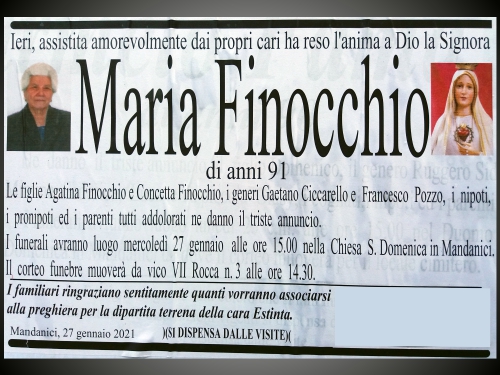 Ieri, assistita amorevolmente dai propri cari ha reso l'anima a Dio la Signora
Maria Finocchio
di anni 91
Le figlie Agatina Finocchio e Concetta Finocchio, i generi Gaetano Ciccarello e Francesco Pozzo, i nipoti,
i pronipoti ed i parenti tutti addolorati ne danno il triste annuncio.
I funerali avranno luogo mercoledì 27 gennaio alle ore 15.00 nella Chiesa S. Domenica in Mandanici.
Il corteo funebre muoverà da vico VII Rocca n. 3 alle ore 14.30.
I familiari ringraziano sentitamente quanti vorranno associarsi
alla preghiera per la dipartita terrena della cara Estinta.
Mandanici, 27 gennaio 2021 )(SI DISPENSA DALLE VISITE)(